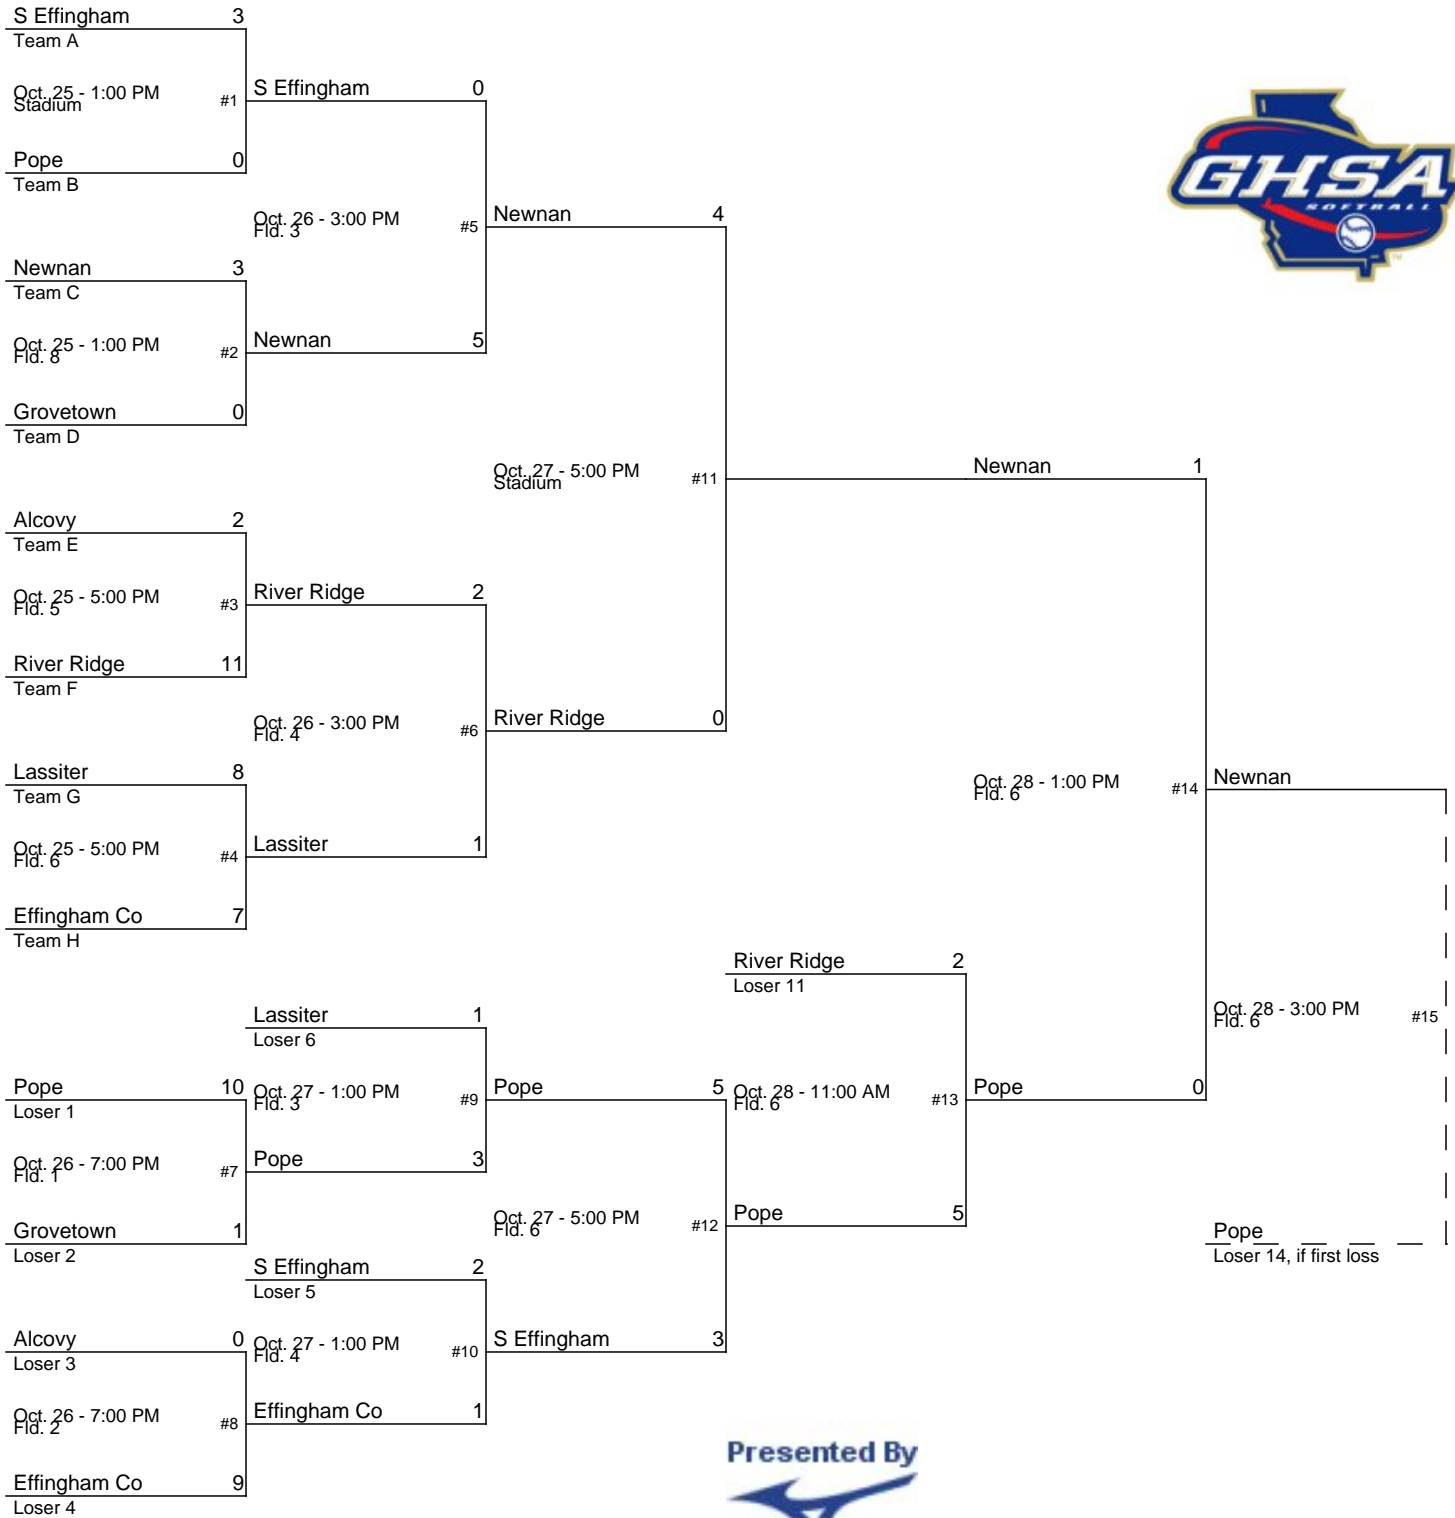 S Effingham 3
Team A
Oct. 25 - 1:00 PM
Stadium
#1
Pope 0
Team B
S Effingham 0
Oct. 26 - 3:00 PM
Fld. 3
#5
Newnan 3
Team C
Oct. 25 - 1:00 PM
Fld. 8
#2
Grovetown 0
Team D
Newnan 5
Newnan 4
GHSA
SOFTBALL
TM
Oct. 27 - 5:00 PM
Stadium
#11
Newnan 1
Alcovy 2
Team E
Oct. 25 - 5:00 PM
Fld. 5
#3
River Ridge 11
Team F
River Ridge 2
Oct. 26 - 3:00 PM
Fld. 4
#6
River Ridge 0
Lassiter 8
Team G
Oct. 25 - 5:00 PM
Fld. 6
#4
Effingham Co 7
Team H
Lassiter 1
Oct. 28 - 1:00 PM
Fld. 6
#14
Newnan
River Ridge 2
Loser 11
Lassiter 1
Loser 6
Oct. 28 - 3:00 PM
Fld. 6
#15
Pope 10
Loser 1
Oct. 27 - 1:00 PM
Fld. 3
#9
Pope 5
Oct. 28 - 11:00 AM
Fld. 6
#13
Pope 0
Oct. 26 - 7:00 PM
Fld. 1
#7
Pope 3
Grovetown 1
Loser 2
Oct. 27 - 5:00 PM
Fld. 6
#12
Pope 5
Pope
Loser 14, if first loss
S Effingham 2
Loser 5
Alcovy 0
Loser 3
Oct. 27 - 1:00 PM
Fld. 4
#10
S Effingham 3
Oct. 26 - 7:00 PM
Fld. 2
#8
Effingham Co 1
Effingham Co 9
Loser 4
Presented By